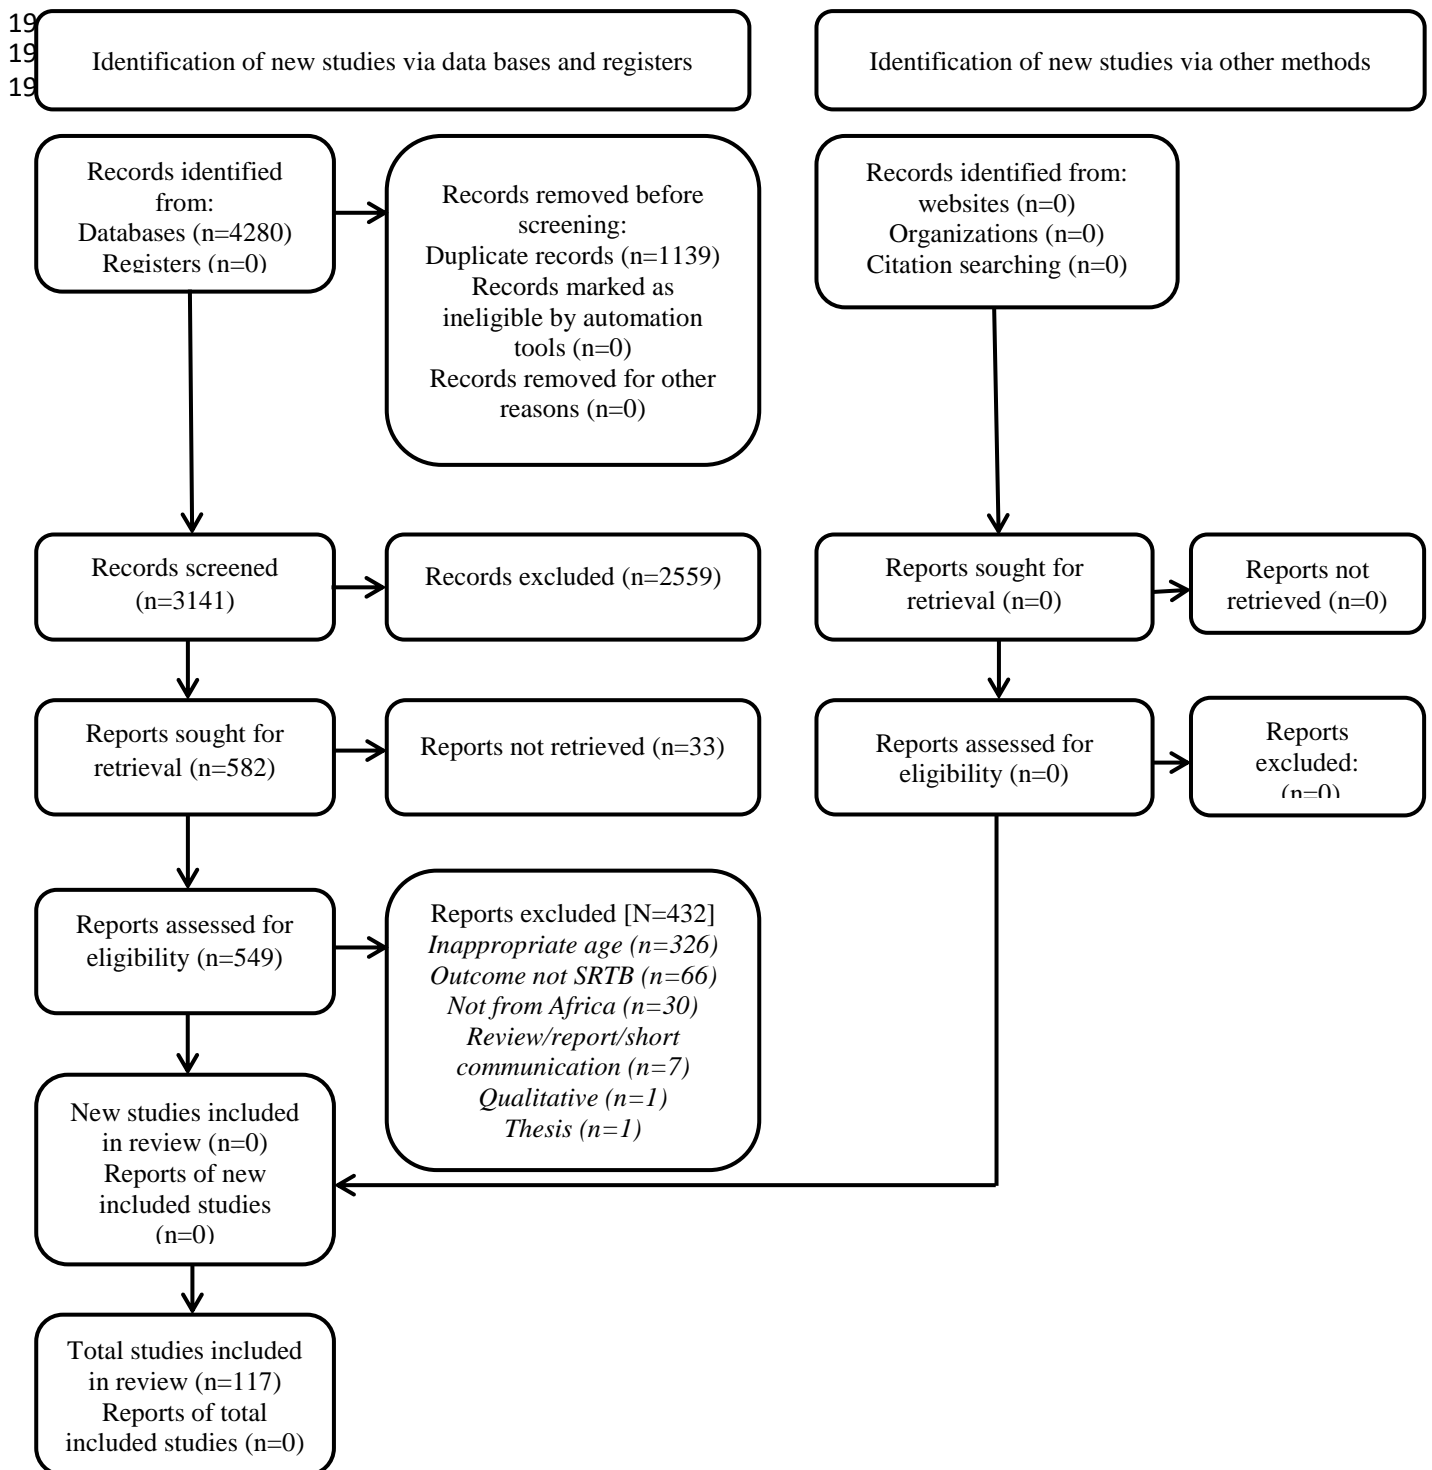 19
19
19
Identification of new studies via data bases and registers
Identification of new studies via other methods
Records identified
from:
Databases (n=4280)
Registers (n=0)
Records removed before
screening:
Duplicate records (n=1139)
Records marked as
ineligible by automation
tools (n=0)
Records removed for other
reasons (n=0)
Records identified from:
websites (n=0)
Organizations (n=0)
Citation searching (n=0)
Records screened
(n=3141)
Records excluded (n=2559)
Reports sought for
retrieval (n=0)
Reports not
retrieved (n=0)
Reports sought for
retrieval (n=582)
Reports not retrieved (n=33)
Reports assessed for
eligibility (n=0)
Reports
excluded:
(n=0)
Reports assessed for
eligibility (n=549)
Reports excluded [N=432]
Inappropriate age (n=326)
Outcome not SRTB (n=66)
Not from Africa (n=30)
Review/report/short
communication (n=7)
Qualitative (n=1)
Thesis (n=1)
New studies included
in review (n=0)
Reports of new
included studies
(n=0)
Total studies included
in review (n=117)
Reports of total
included studies (n=0)